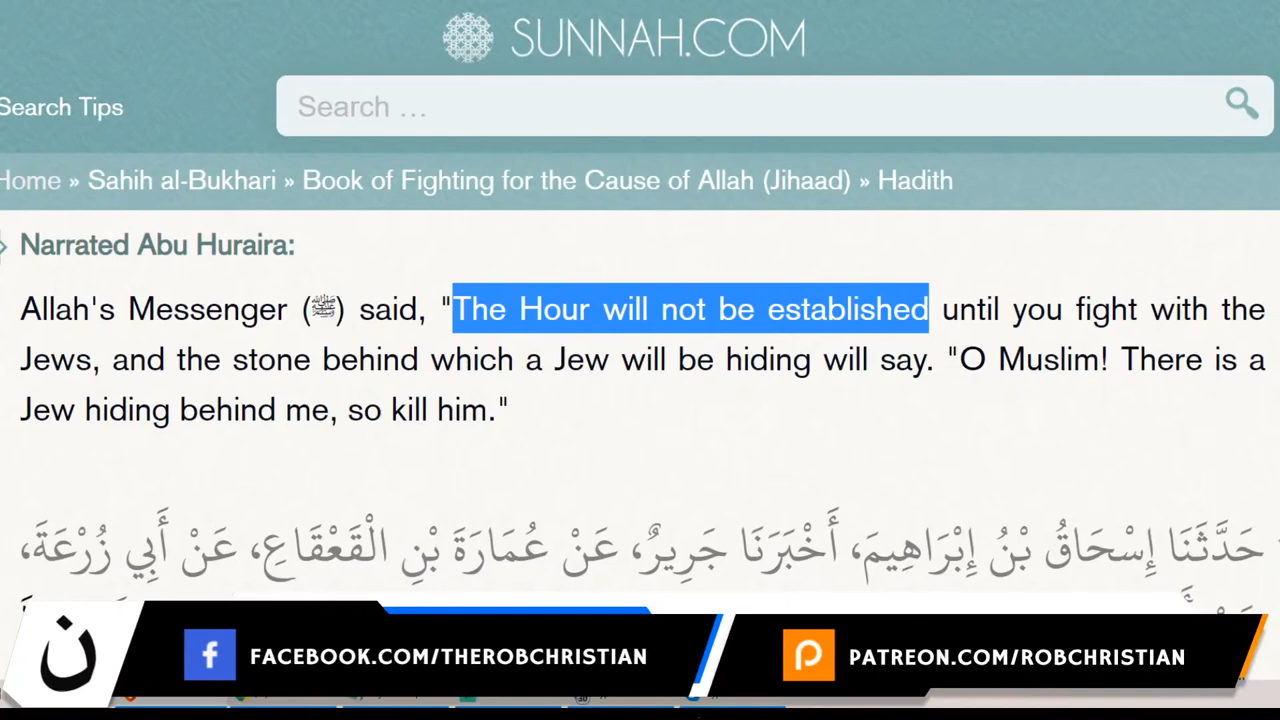 SUNNAH.COM
Search Tips
Search ...
Home » Sahih al-Bukhari » Book of Fighting for the Cause of Allah (Jihaad) » Hadith
Narrated Abu Huraira:
Allah's Messenger (ﷺ) said, "The Hour will not be established until you fight with the
Jews, and the stone behind which a Jew will be hiding will say. "O Muslim! There is a
Jew hiding behind me, so kill him."
حَدَّثَنَا إِسْحَاقُ بْنُ إِبْرَاهِيمَ، أَخْبَرَنَا جَرِيرٌ، عَنْ عُمَارَةَ بْنِ الْقَعْقَاعِ، عَنْ أَبِي زُرْعَةَ،
ن
f FACEBOOK.COM/THEROBCHRISTIAN
PATREON.COM/ROBCHRISTIAN